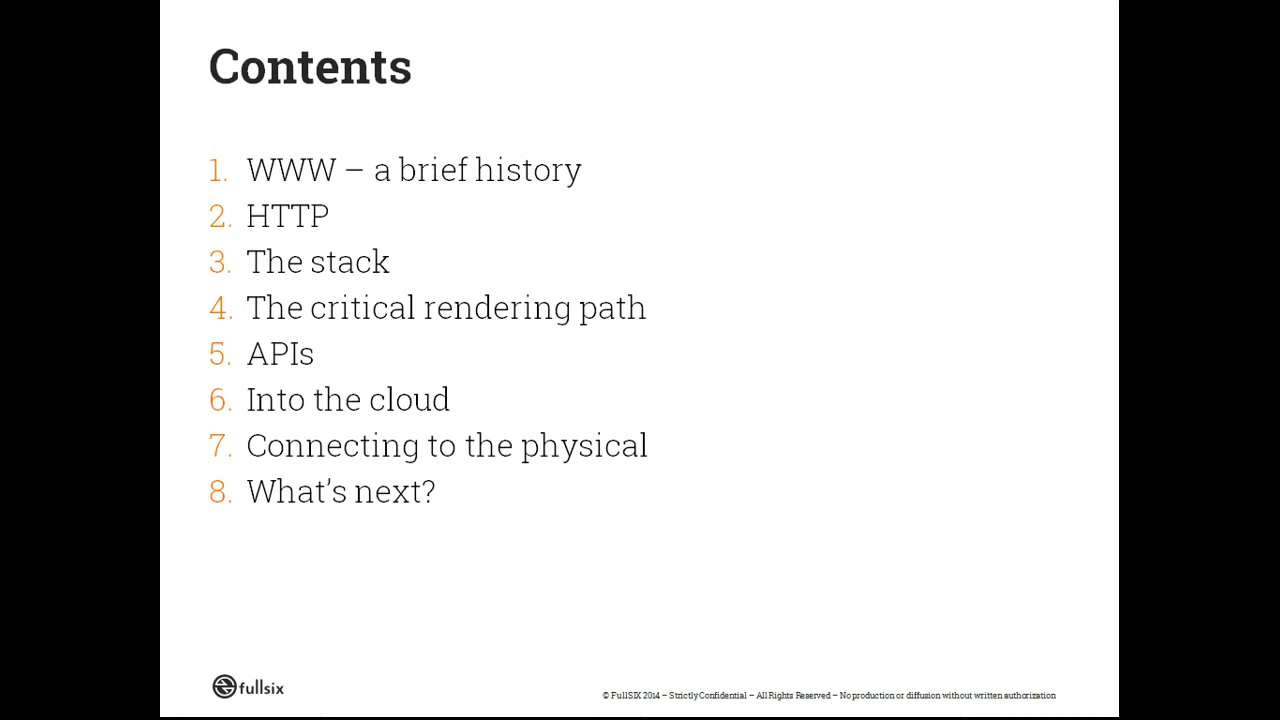 Contents
1. WWW – a brief history
2. HTTP
3. The stack
4. The critical rendering path
5. APIs
6. Into the cloud
7. Connecting to the physical
8. What's next?
fullsix
© FullSIX 2014 – Strictly Confidential – All Rights Reserved – No production or diffusion without written authorization